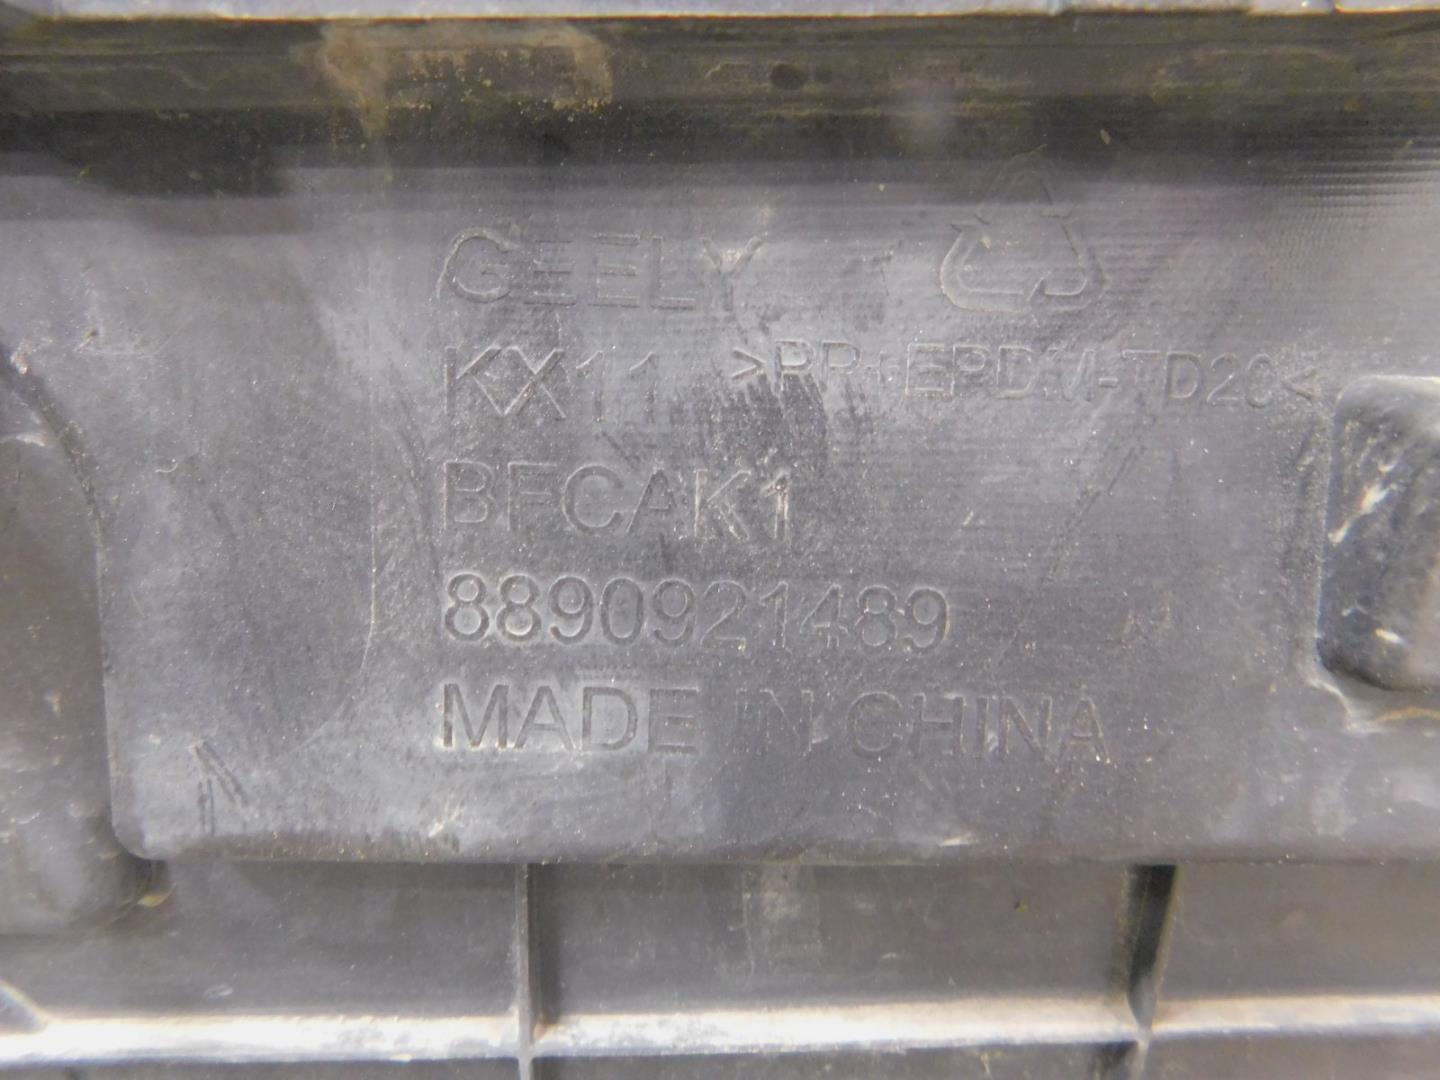 GEELY
KX11 >PP+EPDM-TD20<
BFCAK1
8890921489
MADE IN CHINA